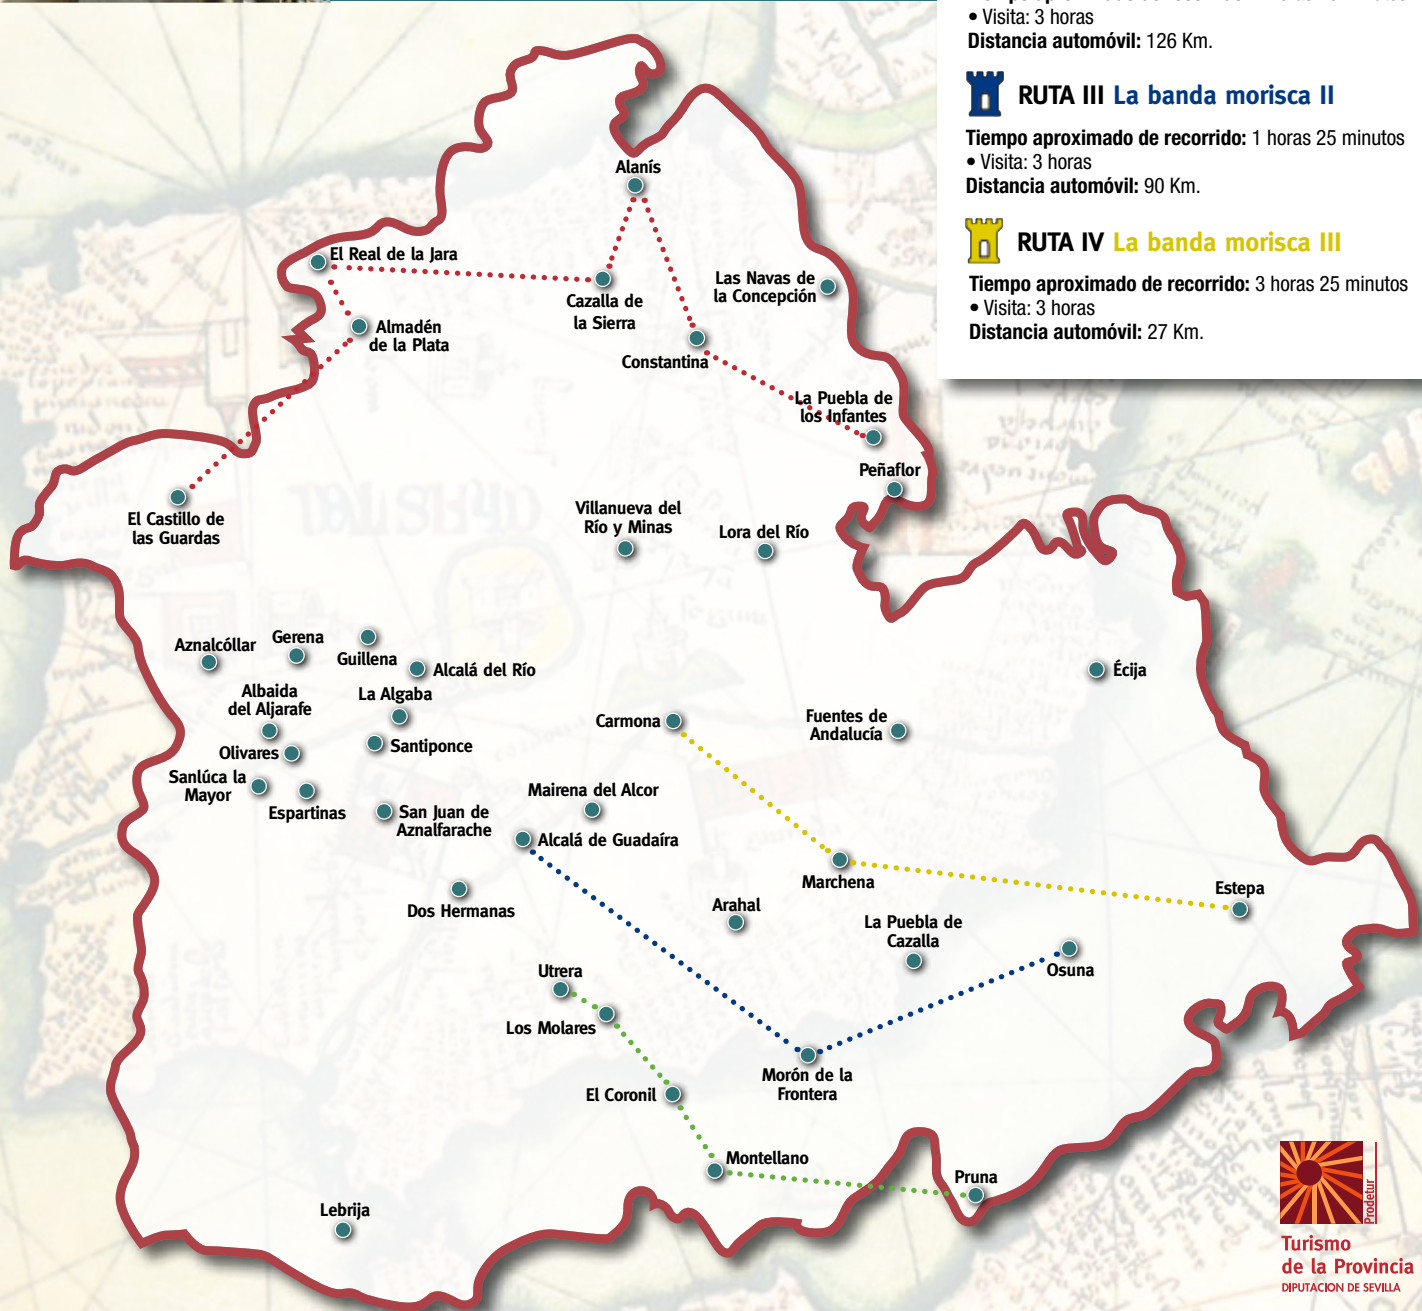 • Visita: 3 horas
Distancia automóvil: 126 Km.
RUTA III La banda morisca II
Tiempo aproximado de recorrido: 1 horas 25 minutos
• Visita: 3 horas
Distancia automóvil: 90 Km.
RUTA IV La banda morisca III
Tiempo aproximado de recorrido: 3 horas 25 minutos
• Visita: 3 horas
Distancia automóvil: 27 Km.
Alanís
El Real de la Jara
Cazalla de
la Sierra
Las Navas de
la Concepción
Almadén
de la Plata
Constantina
La Puebla de
los Infantes
Peñaflor
El Castillo de
las Guardas
Villanueva del
Río y Minas
Lora del Río
Aznalcóllar
Gerena
Guillena
Alcalá del Río
Écija
Albaida
del Aljarafe
La Algaba
Carmona
Fuentes de
Andalucía
Olivares
Santiponce
Sanlúca la
Mayor
Espartinas
San Juan de
Aznalfarache
Mairena del Alcor
Alcalá de Guadaíra
Marchena
Estepa
Dos Hermanas
Arahal
La Puebla de
Cazalla
Osuna
Utrera
Los Molares
Morón de la
Frontera
El Coronil
Montellano
Pruna
Lebrija
Prodetur
Turismo
de la Provincia
DIPUTACION DE SEVILLA